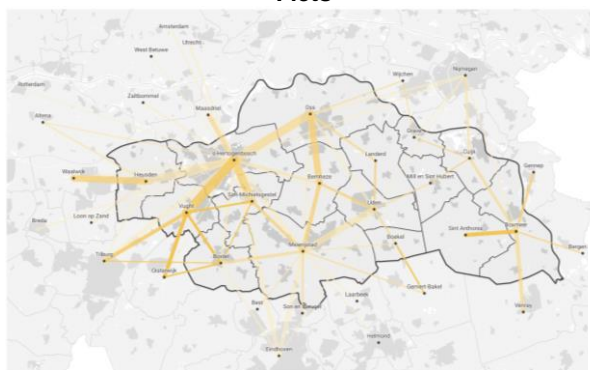 Fiets
Amsterdam
Utrecht
West Betuwe
Nijmegen
Wijchen
Rotterdam
Zaltbommel
Maasdriel
Oss
Altena
Grave
's-Hertogenbosch
Cuijk
Landerd
Gennep
Waalwijk
Heusden
Bernheze
Mill en Sint Hubert
Sint-Michielsgestel
Uden
Vught
Loon op Zand
Breda
Sint Anthonis
Boxmeer
Boekel
Meierijstad
Bergen
Tilburg
Boxtel
Oisterwijk
Gemert-Bakel
Laarbeek
Best
Son en Breugel
Venray
Helmond
Eindhoven